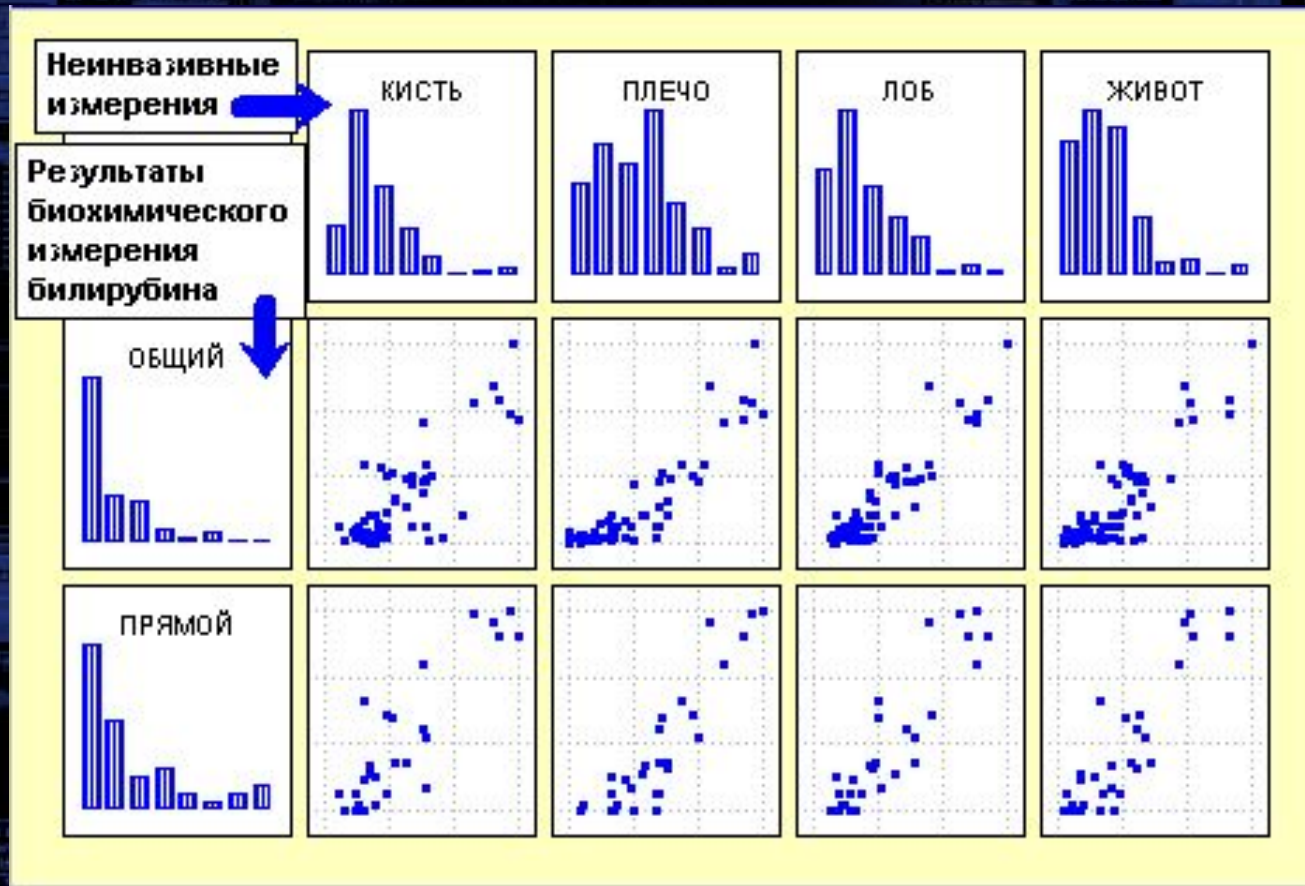 Неинвазивные
измерения
КИСТЬ
ПЛЕЧО
ЛОБ
ЖИВОТ
Результаты
биохимического
измерения
билирубина
ОБЩИЙ
ПРЯМОЙ